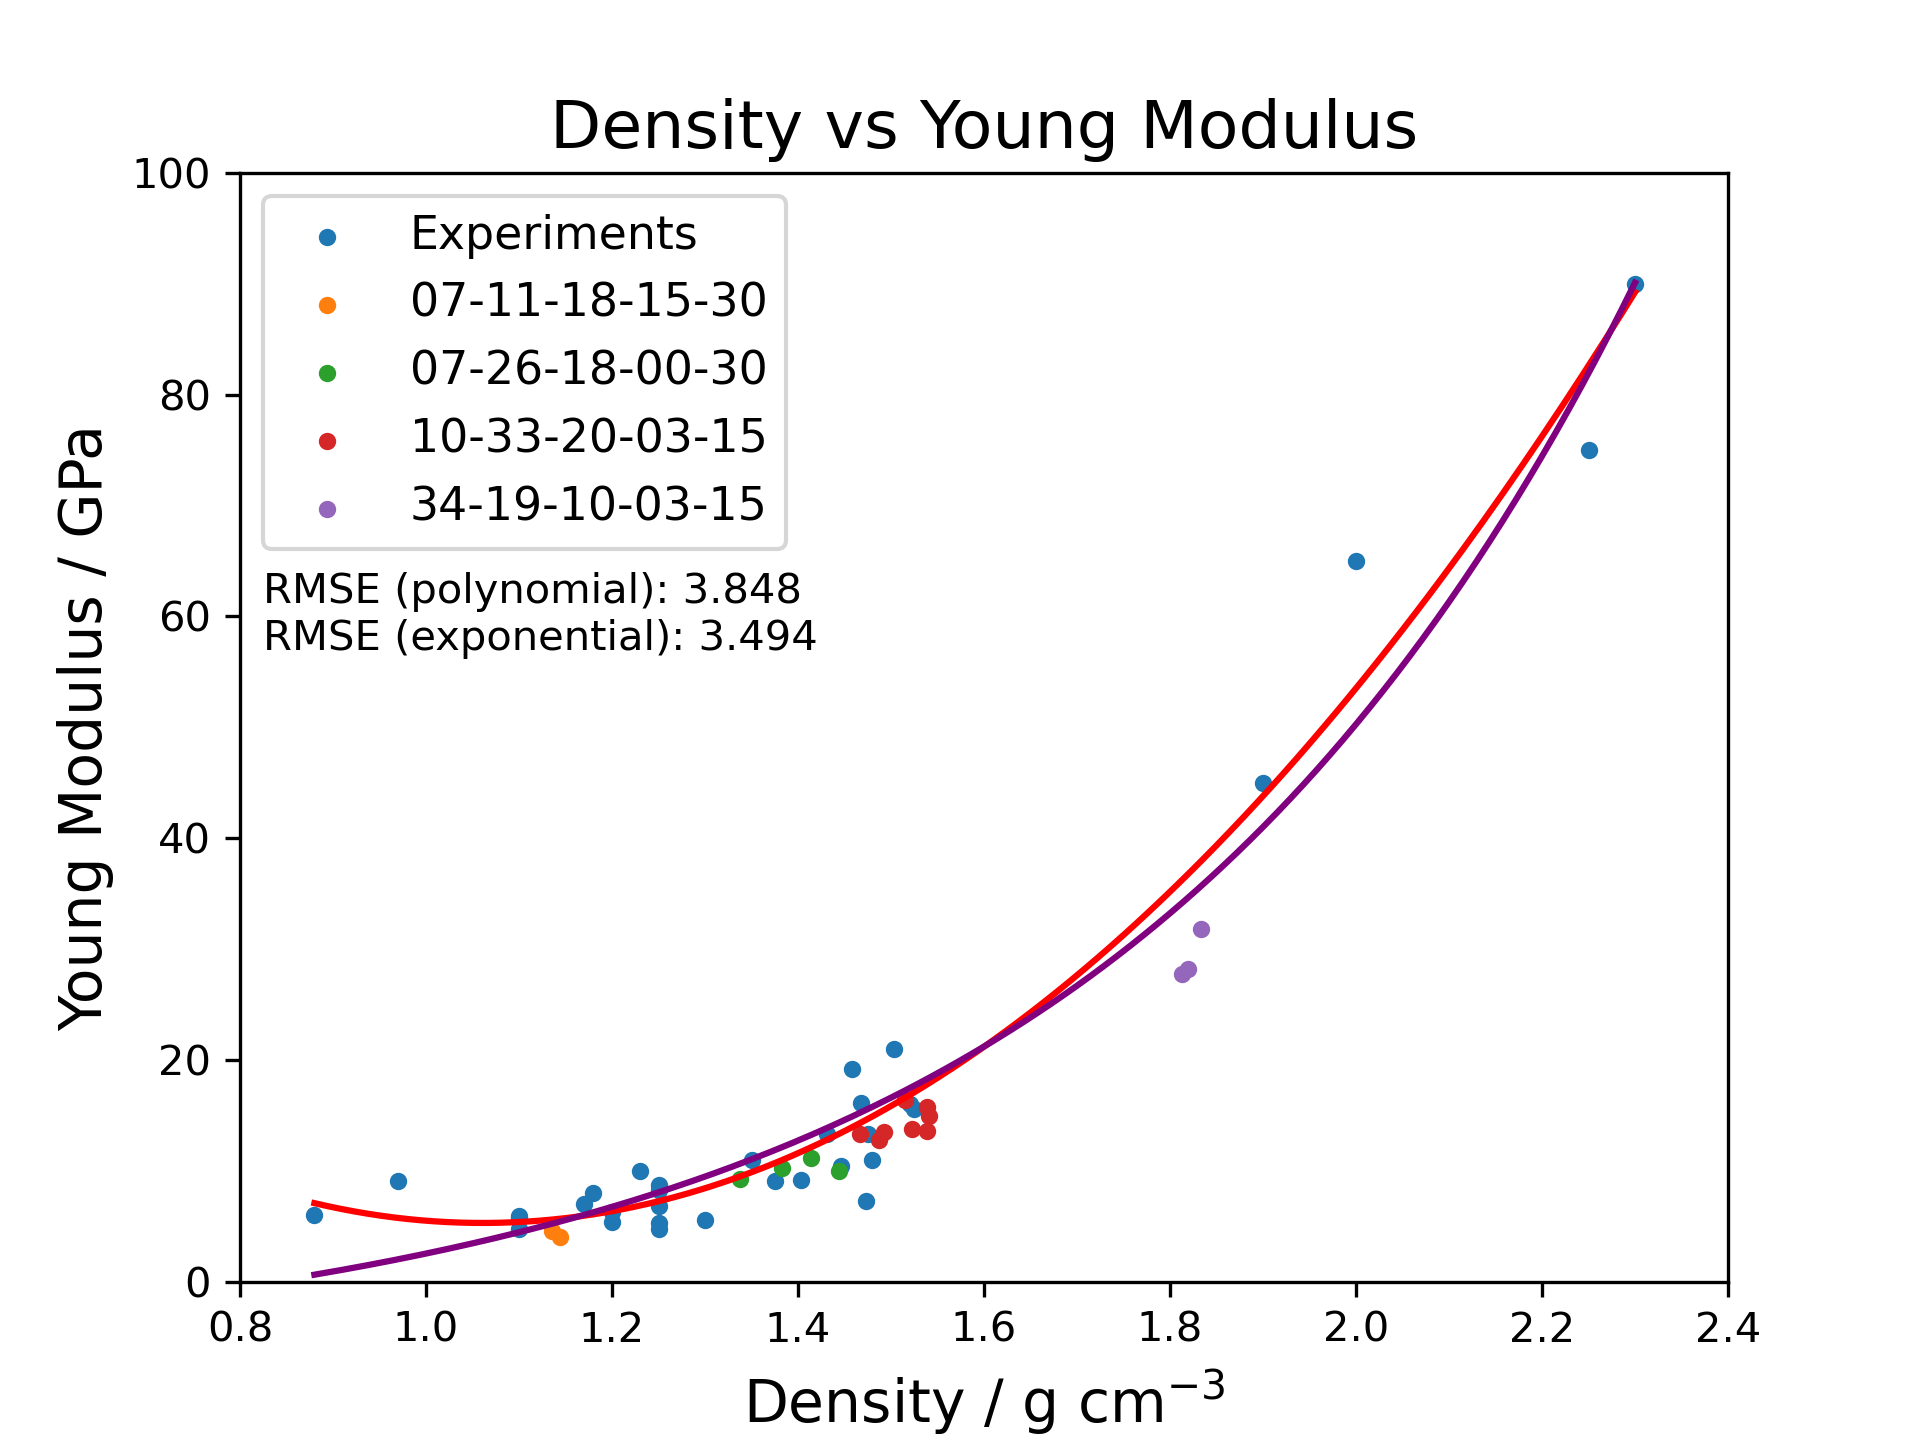 Density vs Young Modulus
100
80
60
40
20
0
Young Modulus / GPa
Experiments
07-11-18-15-30
07-26-18-00-30
10-33-20-03-15
34-19-10-03-15
RMSE (polynomial): 3.848
RMSE (exponential): 3.494
0.8 1.0 1.2 1.4 1.6 1.8 2.0 2.2 2.4
Density / g cm⁻³